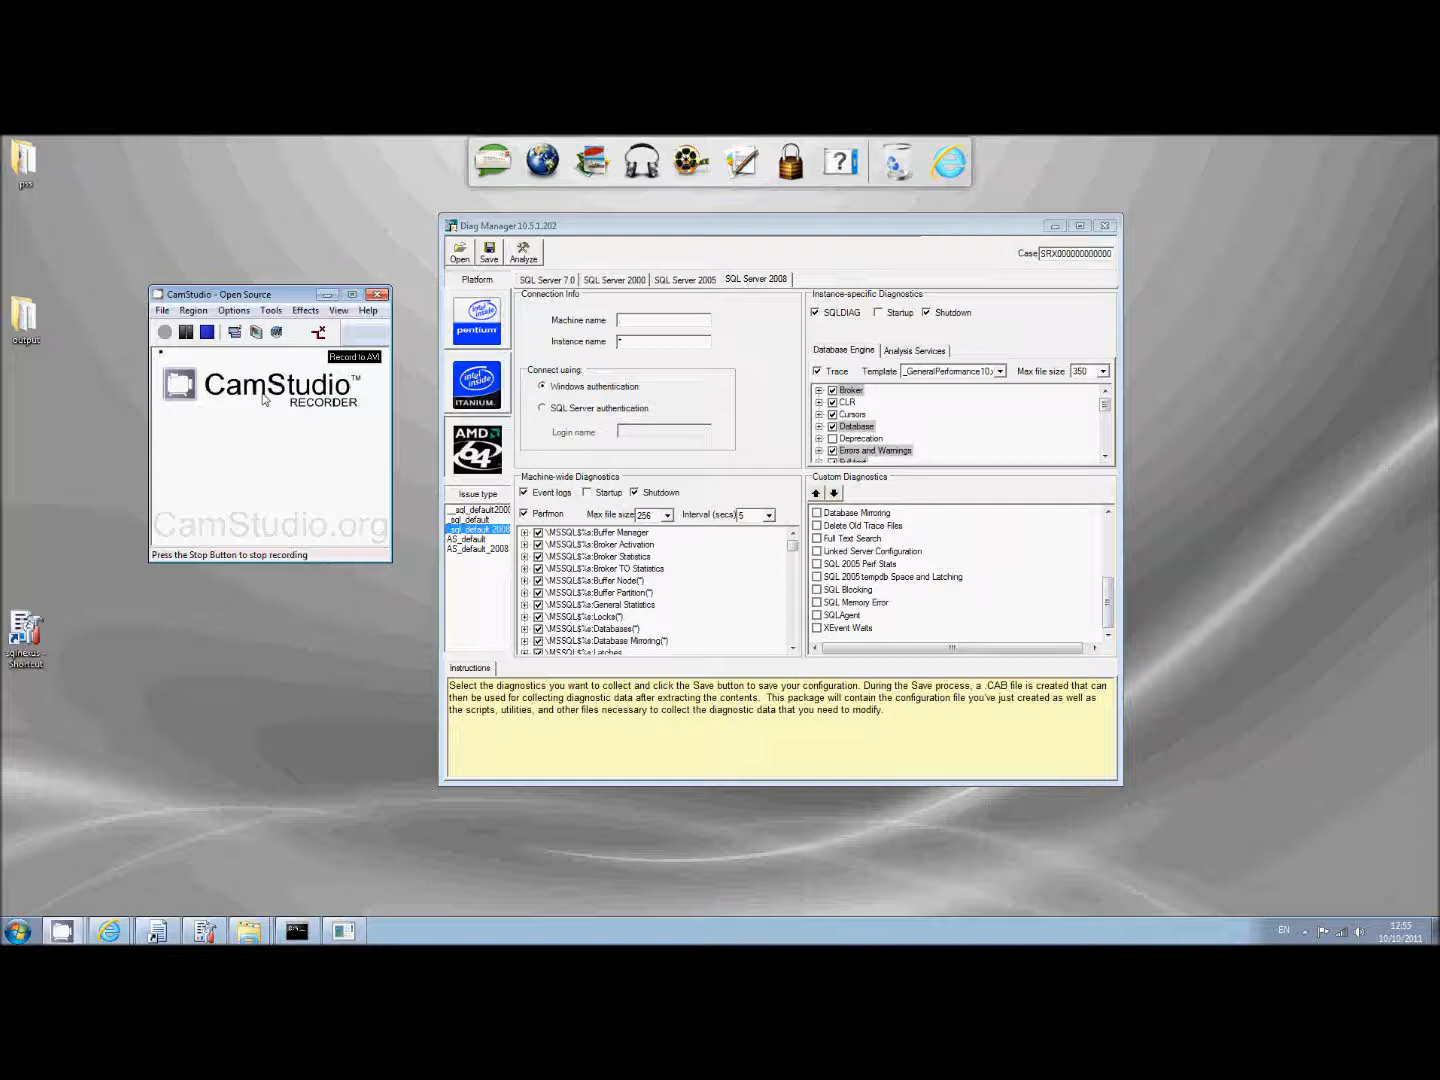 pss
output
sqlnexus -
Shortcut
CamStudio - Open Source
File Region Options Tools Effects View Help
Record to AVI
CamStudio™
RECORDER
CamStudio.org
Press the Stop Button to stop recording
Diag Manager 10.5.1.202
Open Save Analyze
Case SRX000000000000
Platform
SQL Server 7.0 SQL Server 2000 SQL Server 2005 SQL Server 2008
intel inside pentium
intel inside ITANIUM
AMD 64
Issue type
_sql_default
_sql_default 2008
AS_default
AS_default_2008
Connection Info
Machine name .
Instance name *
Connect using:
Windows authentication
SQL Server authentication
Login name
Instance-specific Diagnostics
SQLDIAG Startup Shutdown
Database Engine Analysis Services
Trace Template _GeneralPerformance10 Max file size 350
Broker
CLR
Cursors
Database
Deprecation
Errors and Warnings
Machine-wide Diagnostics
Event logs Startup Shutdown
Perfmon Max file size 256 Interval (secs) 5
\MSSQL$%s:Buffer Manager
\MSSQL$%s:Broker Activation
\MSSQL$%s:Broker Statistics
\MSSQL$%s:Broker TO Statistics
\MSSQL$%s:Buffer Node(*)
\MSSQL$%s:Buffer Partition(*)
\MSSQL$%s:General Statistics
\MSSQL$%s:Locks(*)
\MSSQL$%s:Databases(*)
\MSSQL$%s:Database Mirroring(*)
\MSSQL$%s:Latches
Custom Diagnostics
Database Mirroring
Delete Old Trace Files
Full Text Search
Linked Server Configuration
SQL 2005 Perf Stats
SQL 2005 tempdb Space and Latching
SQL Blocking
SQL Memory Error
SQLAgent
XEvent Waits
Instructions
Select the diagnostics you want to collect and click the Save button to save your configuration. During the Save process, a .CAB file is created that can
then be used for collecting diagnostic data after extracting the contents. This package will contain the configuration file you've just created as well as
the scripts, utilities, and other files necessary to collect the diagnostic data that you need to modify.
EN
12:55
10/10/2011